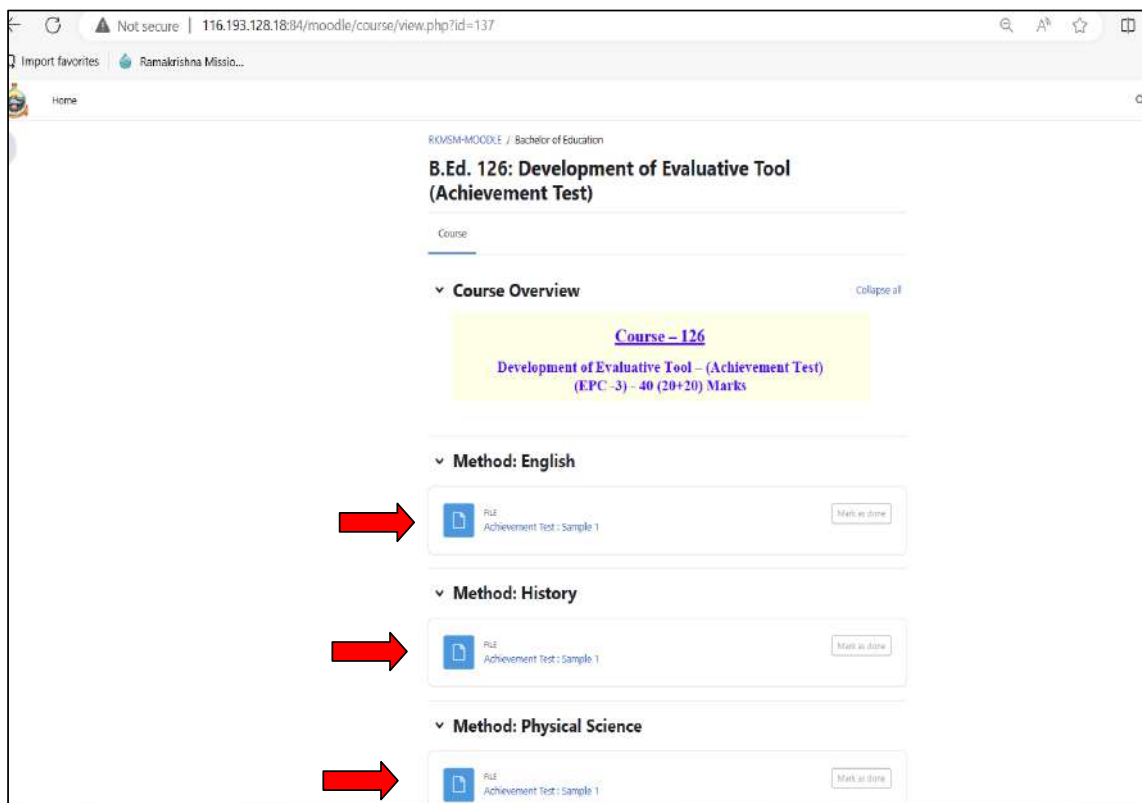 Not secure | 116.193.128.18:84/moodle/course/view.php?id=137
Import favorites Ramakrishna Missio...
Home
RKMSM-MOODLE / Bachelor of Education
B.Ed. 126: Development of Evaluative Tool
(Achievement Test)
Course
Course Overview Collapse all
Course – 126
Development of Evaluative Tool – (Achievement Test)
(EPC -3) - 40 (20+20) Marks
Method: English
FILE
Achievement Test : Sample 1 Mark as done
Method: History
FILE
Achievement Test : Sample 1 Mark as done
Method: Physical Science
FILE
Achievement Test : Sample 1 Mark as done